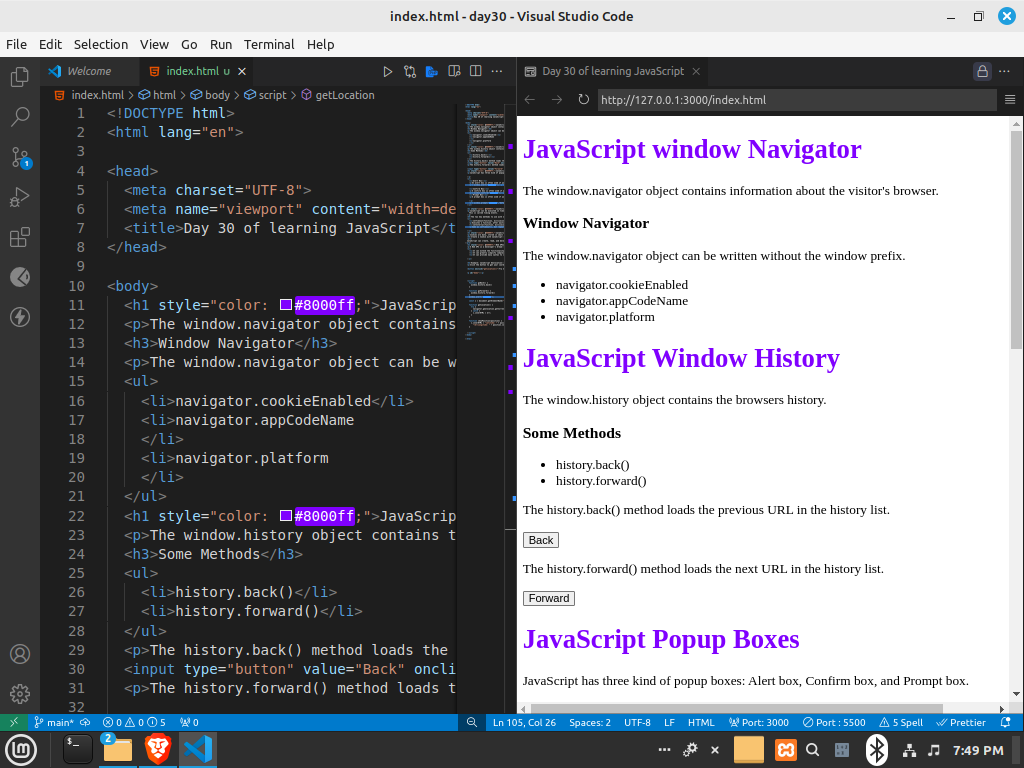 index.html - day30 - Visual Studio Code
File Edit Selection View Go Run Terminal Help
Welcome index.html U
index.html > html > body > script > getLocation
1 <!DOCTYPE html>
2 <html lang="en">
3
4 <head>
5 <meta charset="UTF-8">
6 <meta name="viewport" content="width=de
7 <title>Day 30 of learning JavaScript</t
8 </head>
9
10 <body>
11 <h1 style="color: #8000ff;">JavaScrip
12 <p>The window.navigator object contains
13 <h3>Window Navigator</h3>
14 <p>The window.navigator object can be w
15 <ul>
16 <li>navigator.cookieEnabled</li>
17 <li>navigator.appCodeName
18 </li>
19 <li>navigator.platform
20 </li>
21 </ul>
22 <h1 style="color: #8000ff;">JavaScrip
23 <p>The window.history object contains t
24 <h3>Some Methods</h3>
25 <ul>
26 <li>history.back()</li>
27 <li>history.forward()</li>
28 </ul>
29 <p>The history.back() method loads the
30 <input type="button" value="Back" oncli
31 <p>The history.forward() method loads t
32
Day 30 of learning JavaScript
http://127.0.0.1:3000/index.html
JavaScript window Navigator
The window.navigator object contains information about the visitor's browser.
Window Navigator
The window.navigator object can be written without the window prefix.
navigator.cookieEnabled
navigator.appCodeName
navigator.platform
JavaScript Window History
The window.history object contains the browsers history.
Some Methods
history.back()
history.forward()
The history.back() method loads the previous URL in the history list.
Back
The history.forward() method loads the next URL in the history list.
Forward
JavaScript Popup Boxes
JavaScript has three kind of popup boxes: Alert box, Confirm box, and Prompt box.
1
main* 0 0 5 0 Ln 105, Col 26 Spaces: 2 UTF-8 LF HTML Port: 3000 Port : 5500 5 Spell Prettier
2 7:49 PM